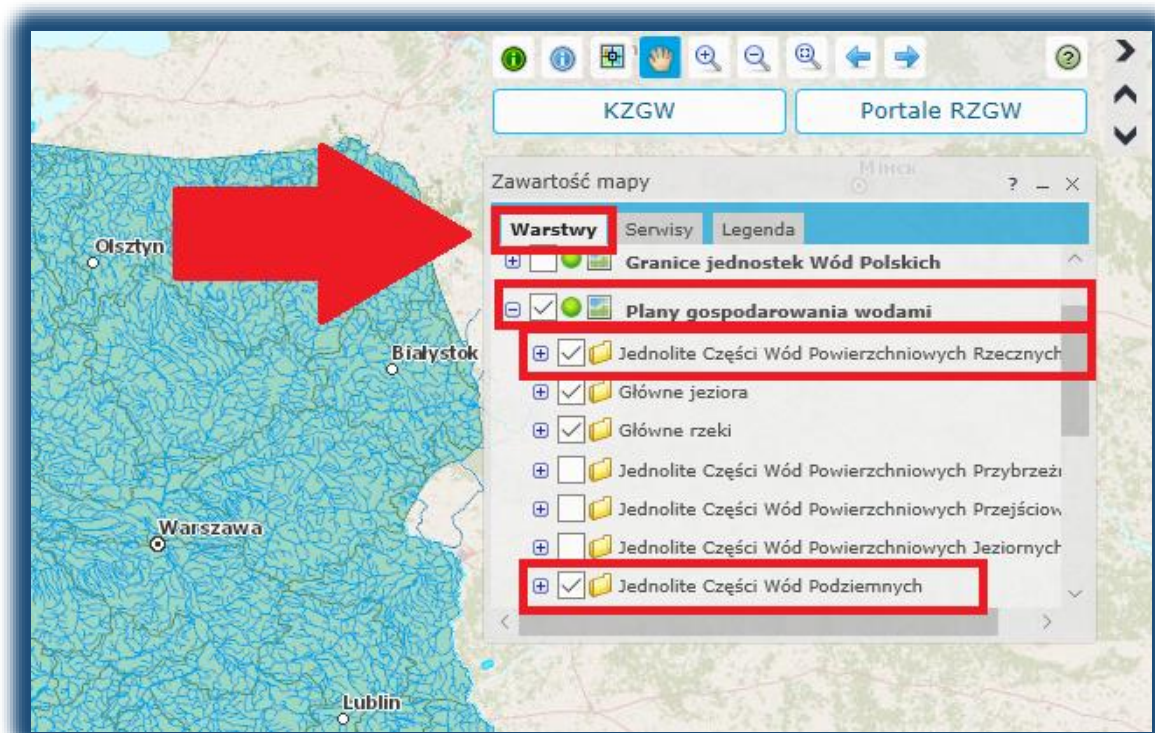 KZGW
Portale RZGW
Минск
Zawartość mapy
? _ ×
Warstwy
Serwisy
Legenda
Granice jednostek Wód Polskich
Plany gospodarowania wodami
Jednolite Części Wód Powierzchniowych Rzecznych
Główne jeziora
Główne rzeki
Jednolite Części Wód Powierzchniowych Przybrzeżn
Jednolite Części Wód Powierzchniowych Przejściow
Jednolite Części Wód Powierzchniowych Jeziornych
Jednolite Części Wód Podziemnych
Olsztyn
Białystok
Warszawa
Lublin